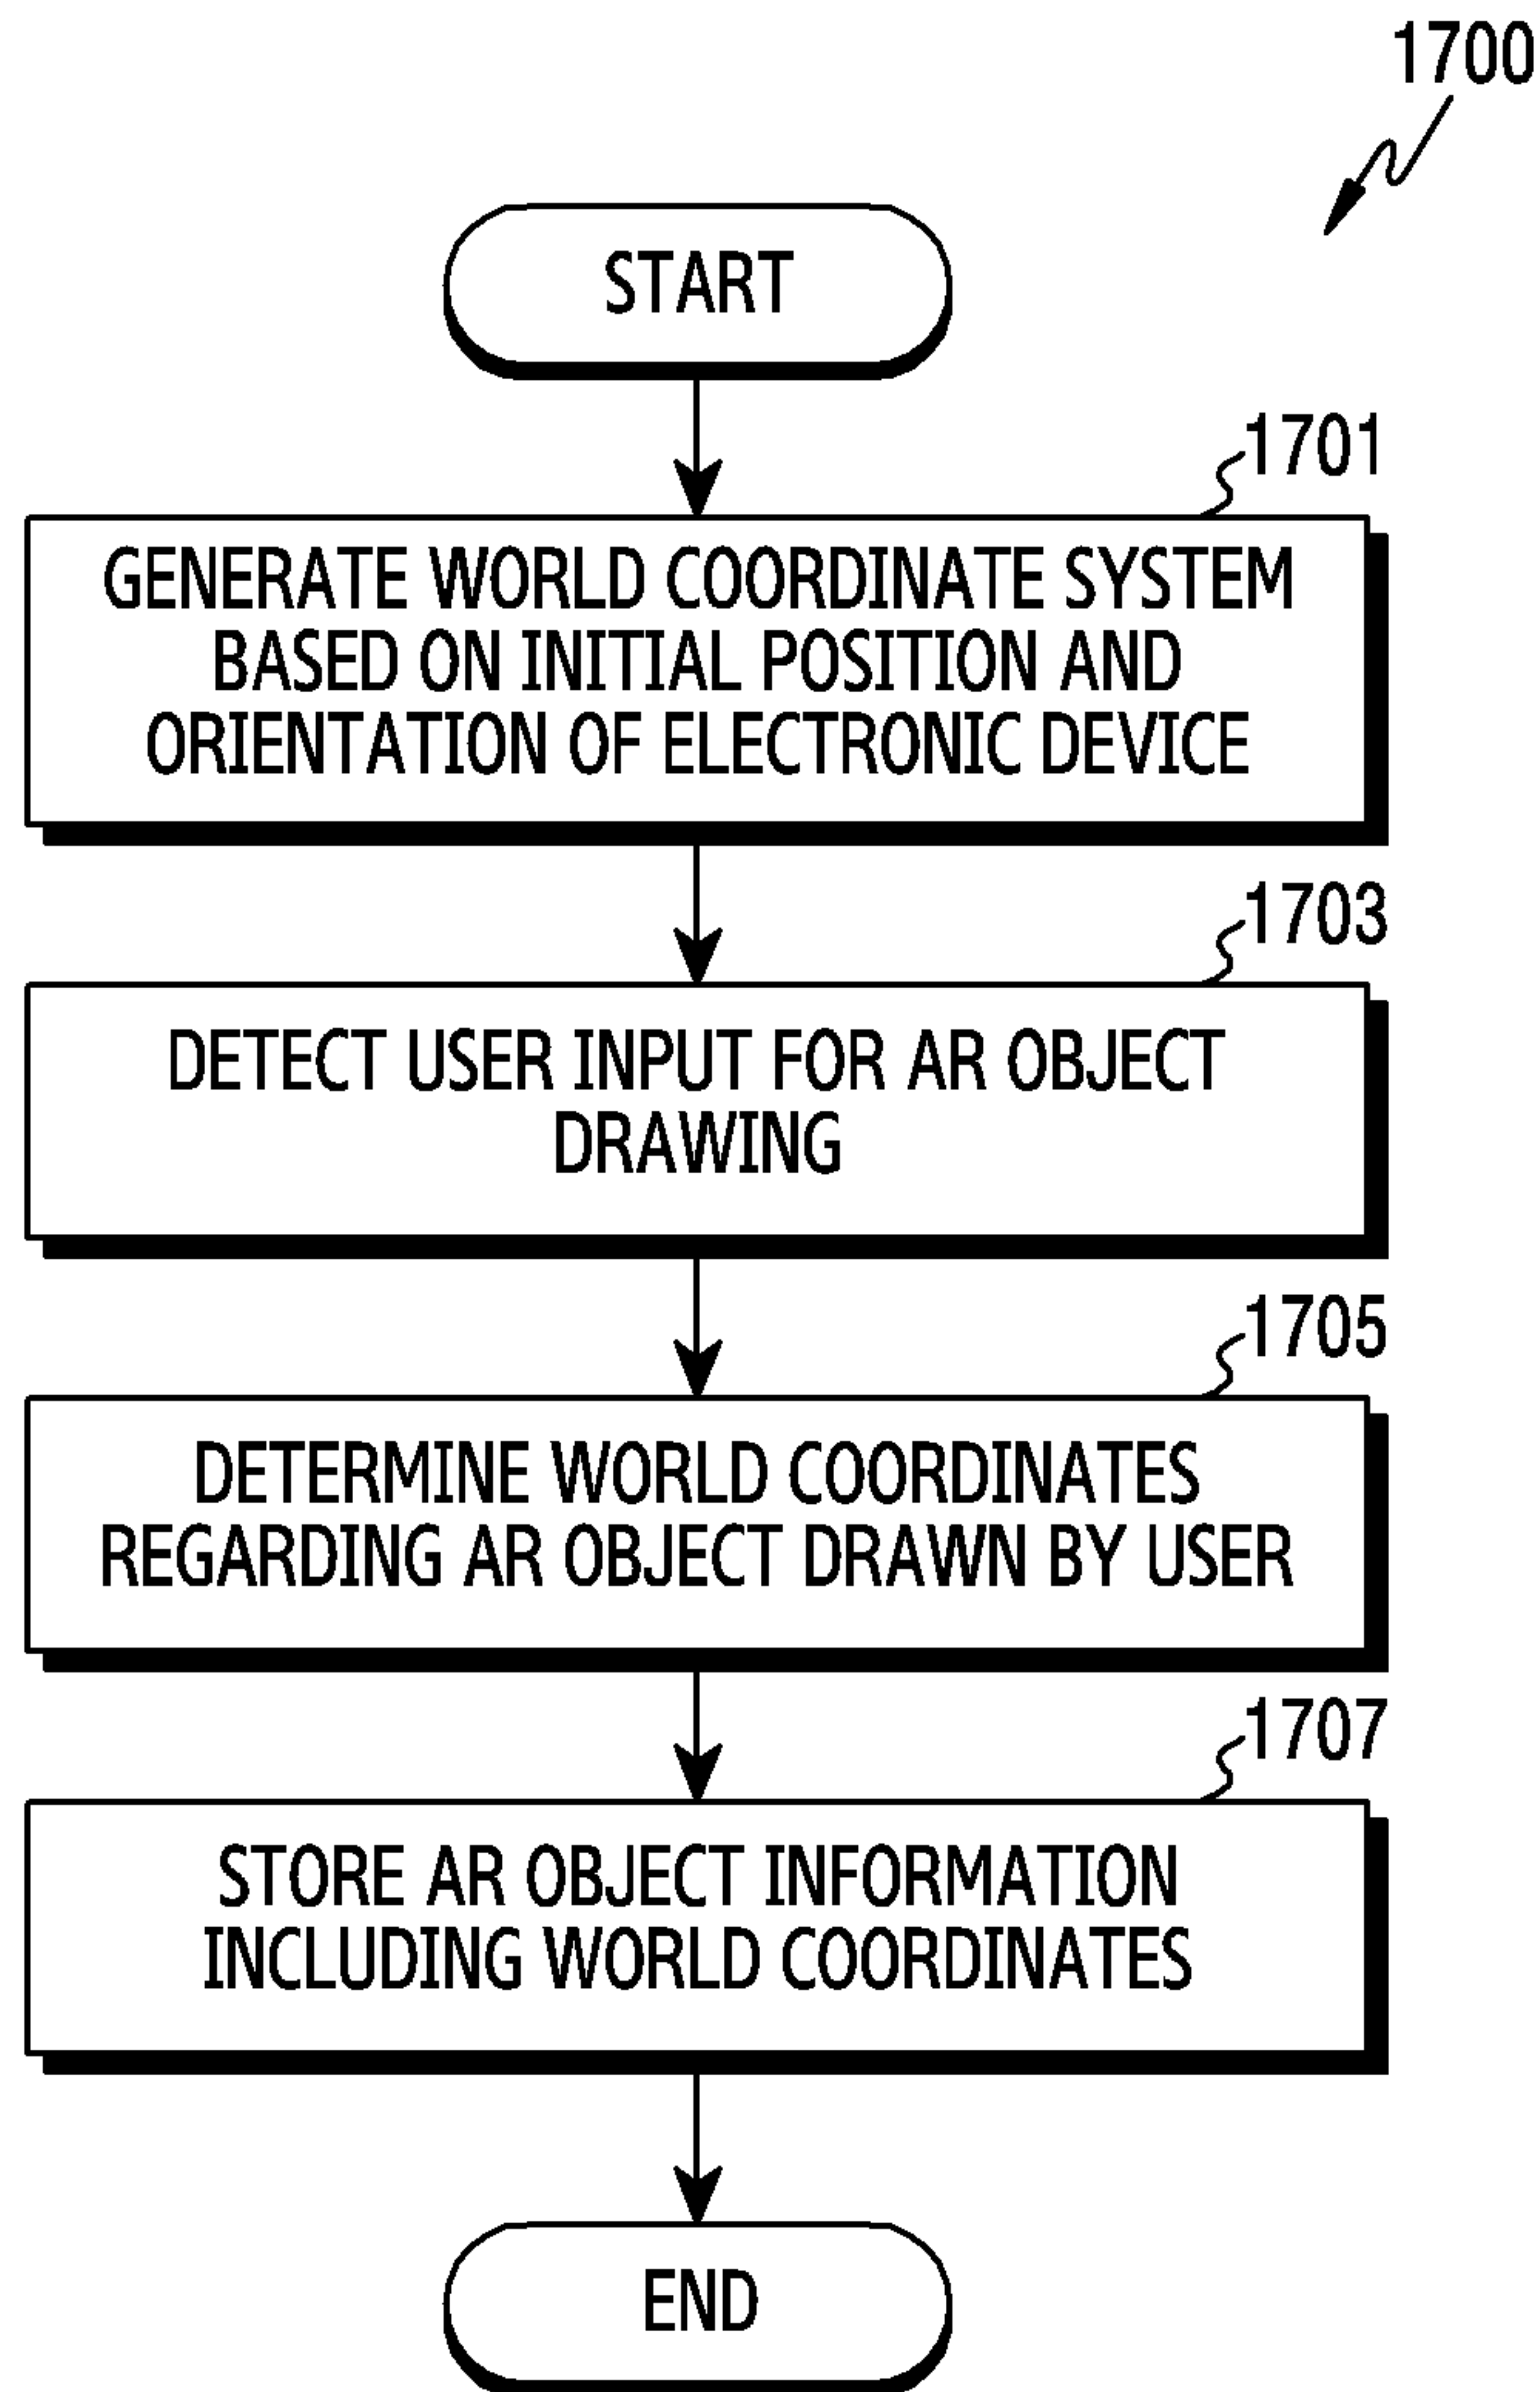 1700
START
1701
GENERATE WORLD COORDINATE SYSTEM
BASED ON INITIAL POSITION AND
ORIENTATION OF ELECTRONIC DEVICE
1703
DETECT USER INPUT FOR AR OBJECT
DRAWING
1705
DETERMINE WORLD COORDINATES
REGARDING AR OBJECT DRAWN BY USER
1707
STORE AR OBJECT INFORMATION
INCLUDING WORLD COORDINATES
END